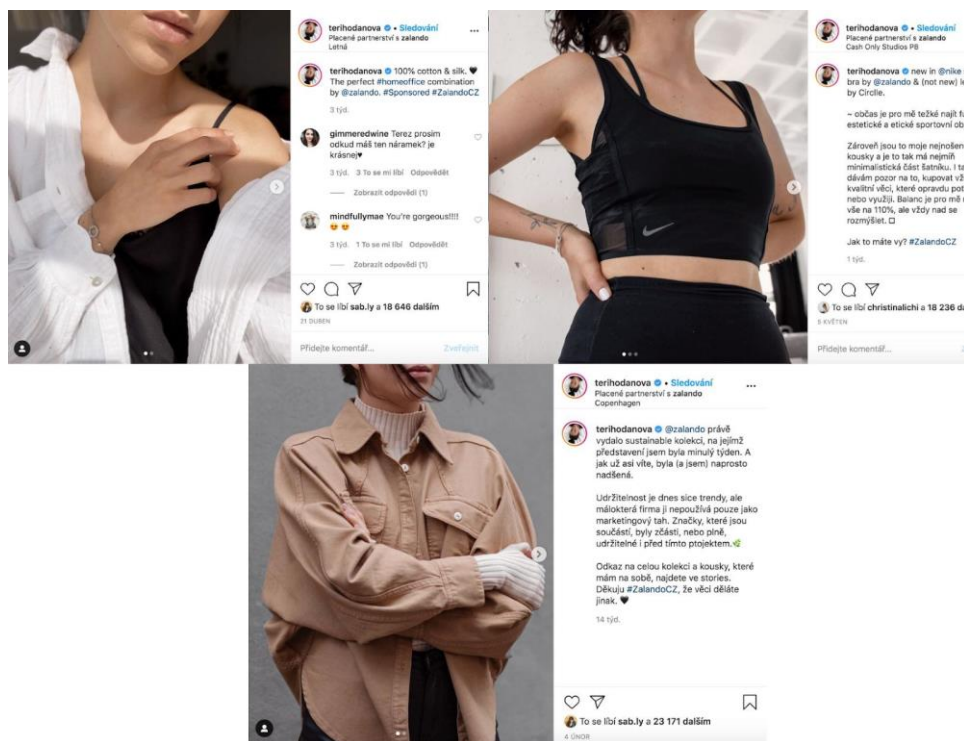 terihodanova • Sledování
Placené partnerství s zalando
Letná
terihodanova 100% cotton & silk. 🖤
The perfect #homeoffice combination
by @zalando. #Sponsored #ZalandoCZ
3 týd.
gimmeredwine Terez prosim
odkud máš ten náramek? je
krásnej♥
3 týd. 3 To se mi líbí Odpovědět
Zobrazit odpovědi (1)
mindfullymae You're gorgeous!!!!
😍 😍
3 týd. 1 To se mi líbí Odpovědět
Zobrazit odpovědi (1)
To se líbí sab.ly a 18 646 dalším
21 DUBEN
Přidejte komentář... Zveřejnit
terihodanova • Sledování
Placené partnerství s zalando
Cash Only Studios P6
terihodanova new in @nike
bra by @zalando & (not new)
by Circlle.
~ občas je pro mě těžké najít
estetické a etické sportovní
Zároveň jsou to moje
kousky a je to tak má nejmíň
minimalistická část šatníku. I
dávám pozor na to, kupovat
kvalitní věci, které opravdu
nebo využiji. Balanc je pro mě
vše na 110%, ale vždy nad se
rozmýšlet. □
Jak to máte vy? #ZalandoCZ
1 týd.
To se líbí christinalichi a 18 236
5 KVĚTEN
Přidejte komentář...
terihodanova • Sledování
Placené partnerství s zalando
Copenhagen
terihodanova @zalando právě
vydalo sustainable kolekci, na jejímž
představení jsem byla minulý týden. A
jak už asi víte, byla (a jsem) naprosto
nadšená.
Udržitelnost je dnes sice trendy, ale
málokterá firma ji nepoužívá pouze jako
marketingový tah. Značky, které jsou
součástí, byly zčásti, nebo plně,
udržitelné i před tímto ptojektem.🌿
Odkaz na celou kolekci a kousky, které
mám na sobě, najdete ve stories.
Děkuju #ZalandoCZ, že věci děláte
jinak. 🖤
14 týd.
To se líbí sab.ly a 23 171 dalším
4 ÚNOR